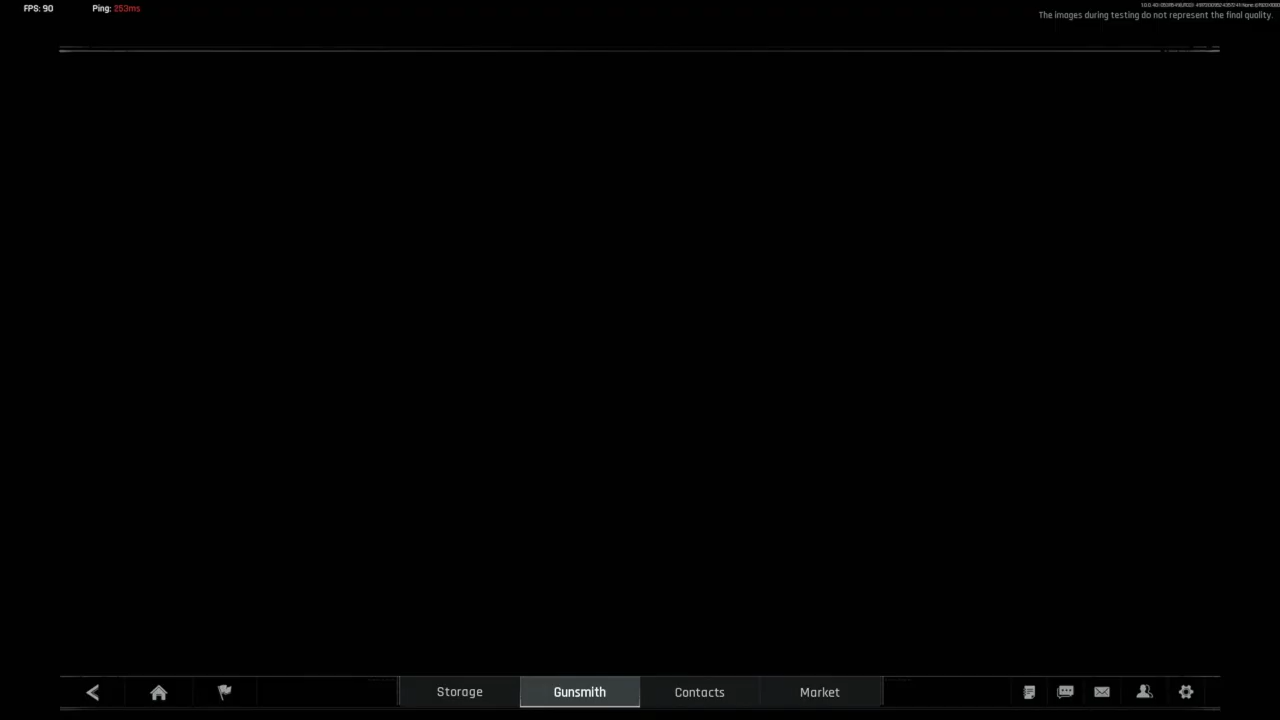 FPS: 90
Ping: 253ms
The images during testing do not represent the final quality.
Storage
Gunsmith
Contacts
Market